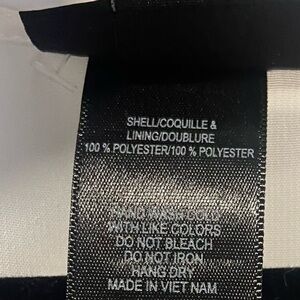 SHELL/COQUILLE &
LINING/DOUBLURE
100 % POLYESTER/100 % POLYESTER
HAND WASH COLD
WITH LIKE COLORS
DO NOT BLEACH
DO NOT IRON
HANG DRY
MADE IN VIET NAM